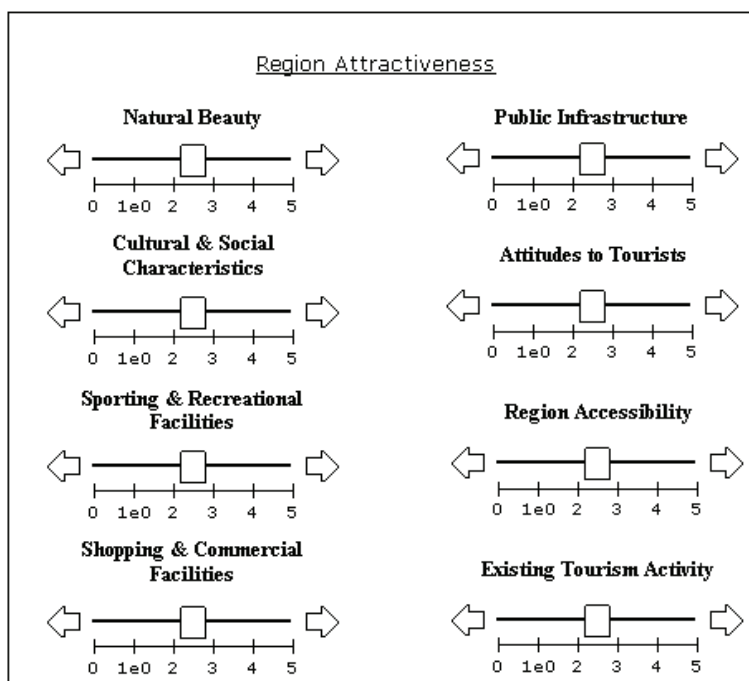 Region Attractiveness
Natural Beauty
0 1e0 2 3 4 5
Public Infrastructure
0 1e0 2 3 4 5
Cultural & Social
Characteristics
0 1e0 2 3 4 5
Attitudes to Tourists
0 1e0 2 3 4 5
Sporting & Recreational
Facilities
0 1e0 2 3 4 5
Region Accessibility
0 1e0 2 3 4 5
Shopping & Commercial
Facilities
0 1e0 2 3 4 5
Existing Tourism Activity
0 1e0 2 3 4 5